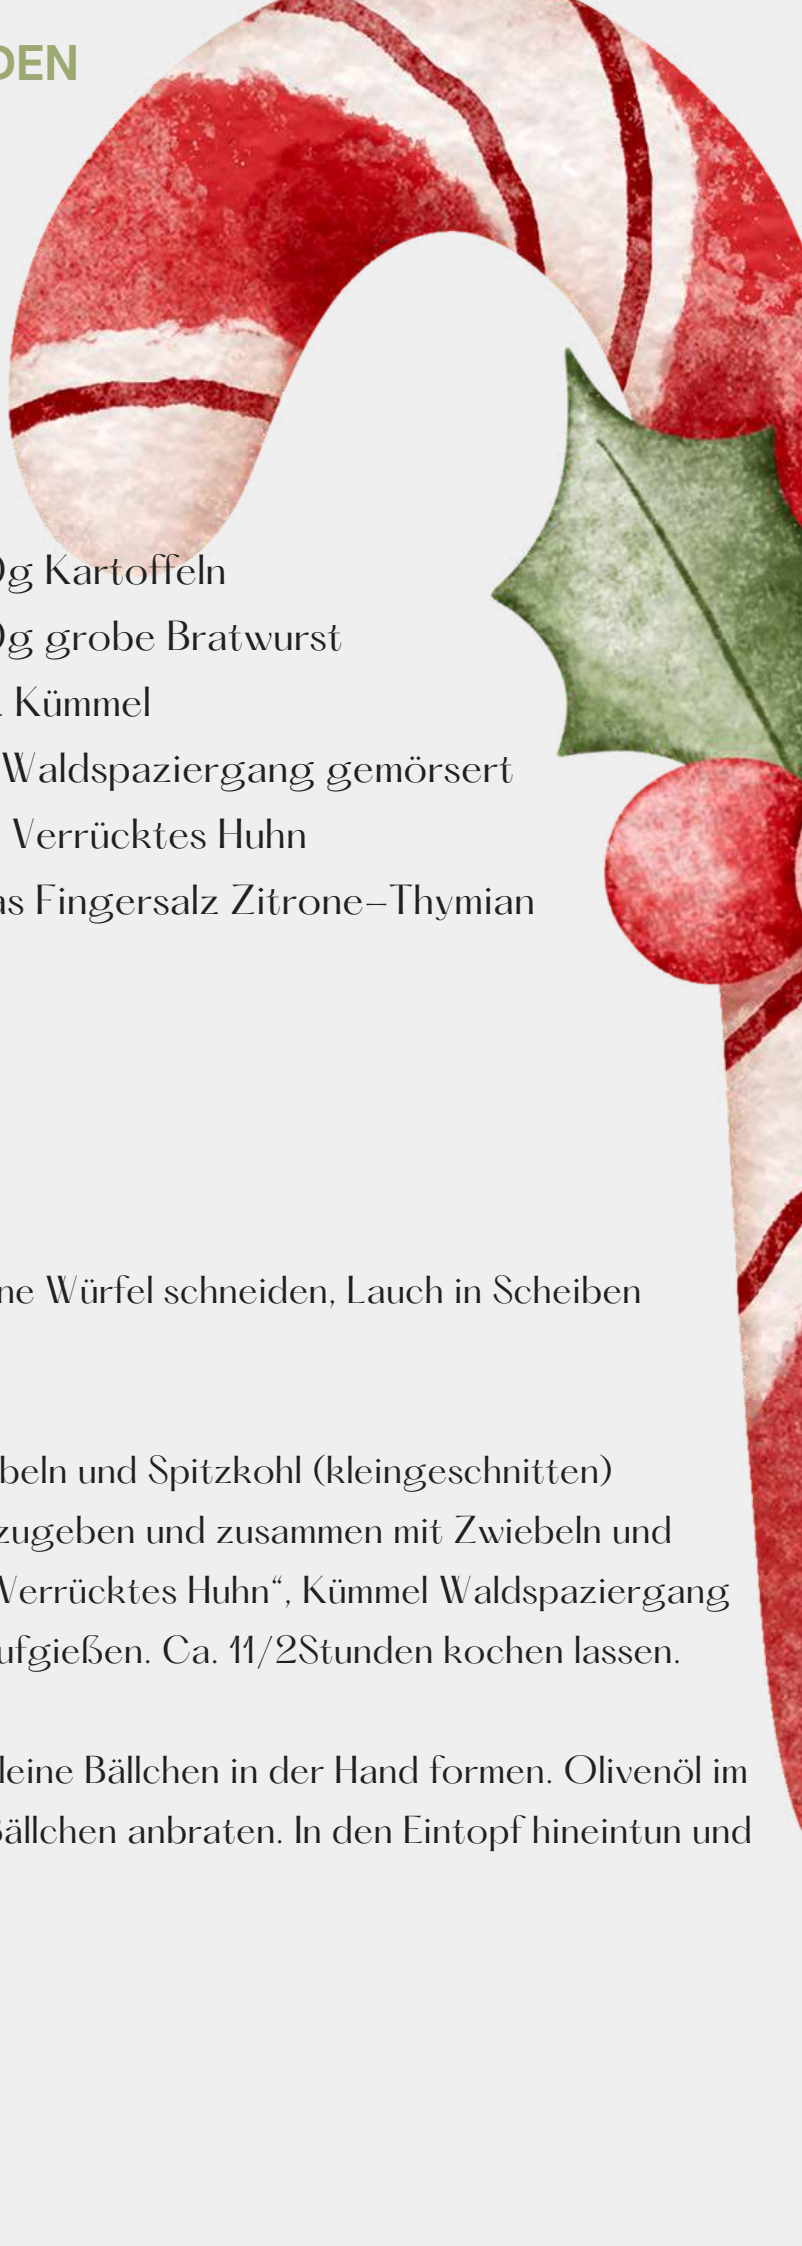 DEN
0g Kartoffeln
0g grobe Bratwurst
Kümmel
Waldspaziergang gemörsert
Verrücktes Huhn
as Fingersalz Zitrone–Thymian
ne Würfel schneiden, Lauch in Scheiben
beln und Spitzkohl (kleingeschnitten)
zugeben und zusammen mit Zwiebeln und
Verrücktes Huhn“, Kümmel Waldspaziergang
ufgießen. Ca. 11/2Stunden kochen lassen.
leine Bällchen in der Hand formen. Olivenöl im
Bällchen anbraten. In den Eintopf hineintun und